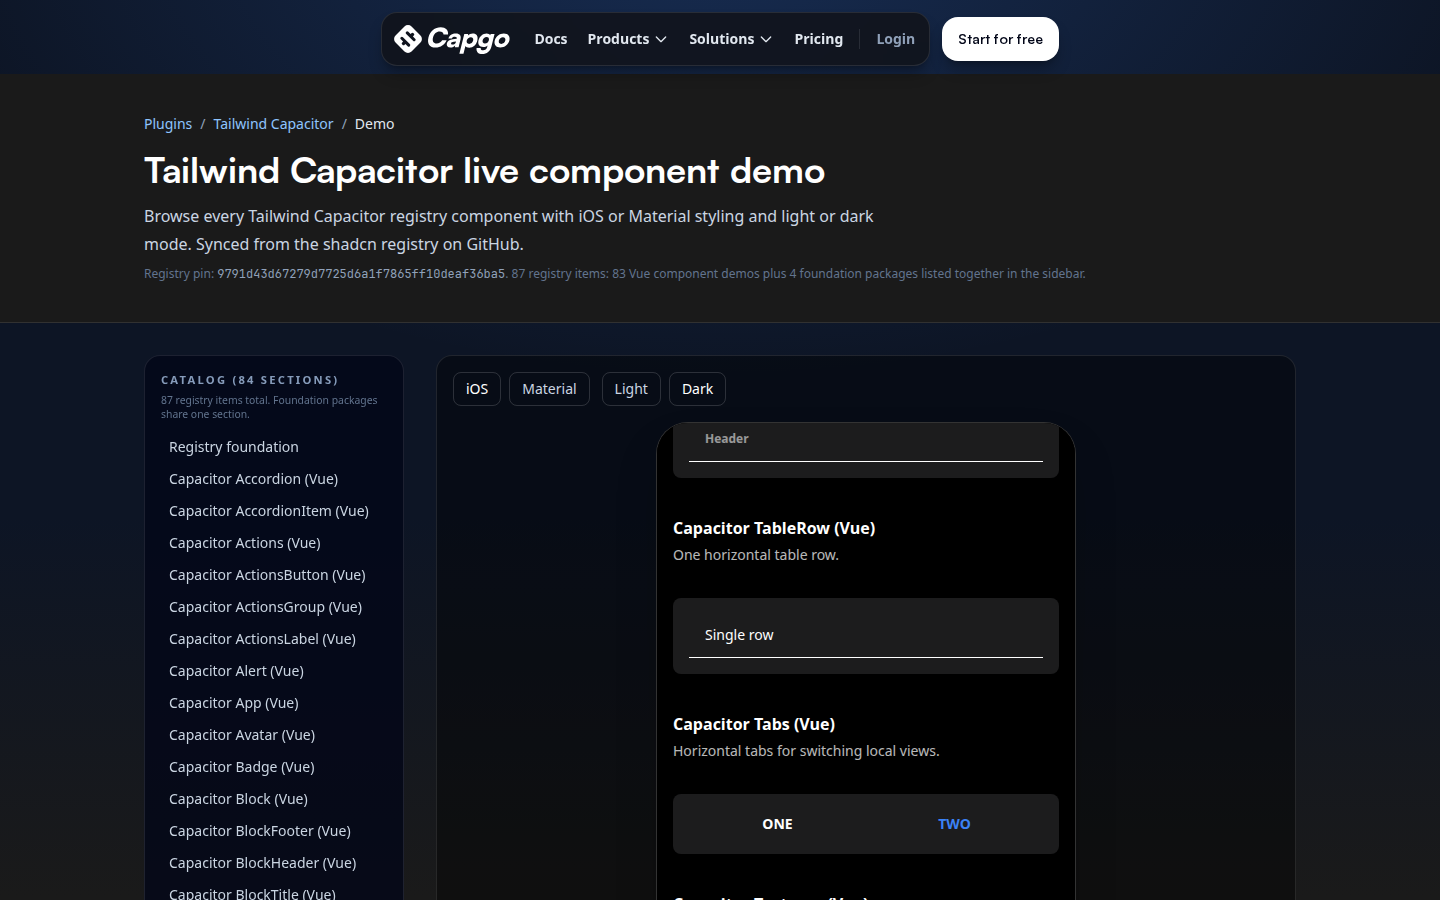 Capgo
Docs
Products
Solutions
Pricing
Login
Start for free
Plugins / Tailwind Capacitor / Demo
Tailwind Capacitor live component demo
Browse every Tailwind Capacitor registry component with iOS or Material styling and light or dark
mode. Synced from the shadcn registry on GitHub.
Registry pin: 9791d43d67279d7725d6a1f7865ff10deaf36ba5. 87 registry items: 83 Vue component demos plus 4 foundation packages listed together in the sidebar.
CATALOG (84 SECTIONS)
87 registry items total. Foundation packages
share one section.
Registry foundation
Capacitor Accordion (Vue)
Capacitor AccordionItem (Vue)
Capacitor Actions (Vue)
Capacitor ActionsButton (Vue)
Capacitor ActionsGroup (Vue)
Capacitor ActionsLabel (Vue)
Capacitor Alert (Vue)
Capacitor App (Vue)
Capacitor Avatar (Vue)
Capacitor Badge (Vue)
Capacitor Block (Vue)
Capacitor BlockFooter (Vue)
Capacitor BlockHeader (Vue)
Capacitor BlockTitle (Vue)
iOS
Material
Light
Dark
Header
Capacitor TableRow (Vue)
One horizontal table row.
Single row
Capacitor Tabs (Vue)
Horizontal tabs for switching local views.
ONE
TWO